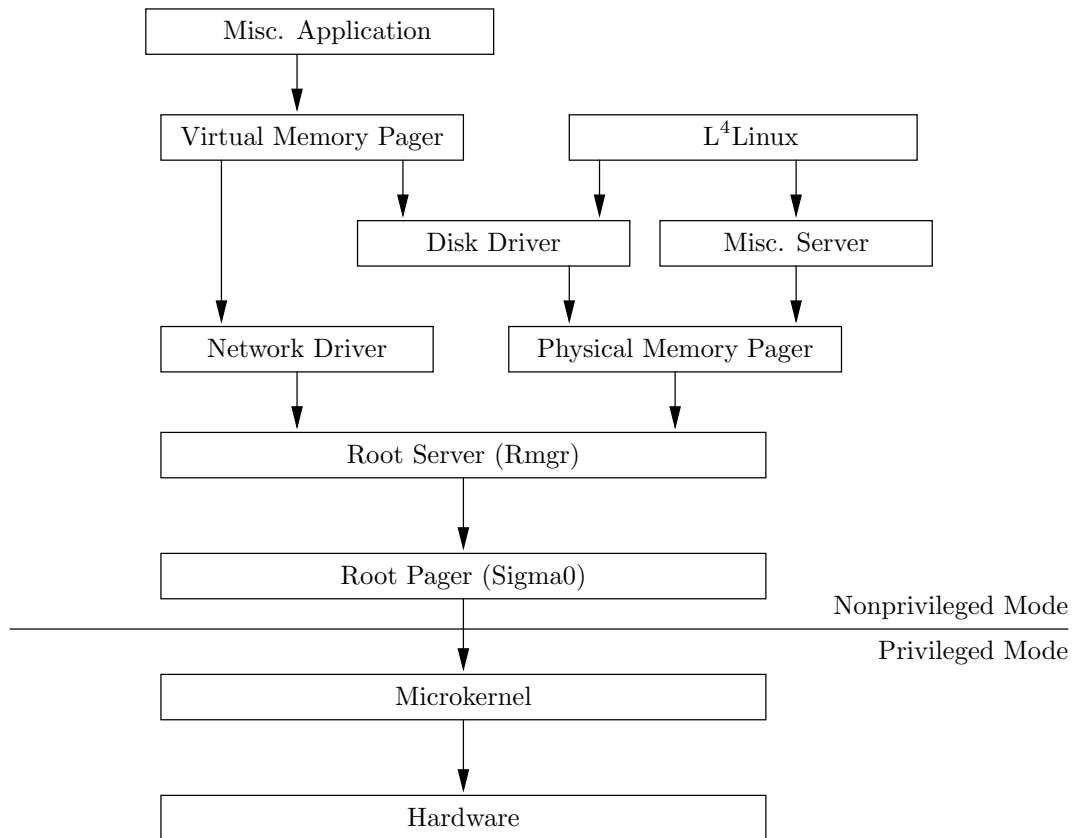 Misc. Application
Virtual Memory Pager
L⁴Linux
Disk Driver
Misc. Server
Network Driver
Physical Memory Pager
Root Server (Rmgr)
Root Pager (Sigma0)
Nonprivileged Mode
Privileged Mode
Microkernel
Hardware